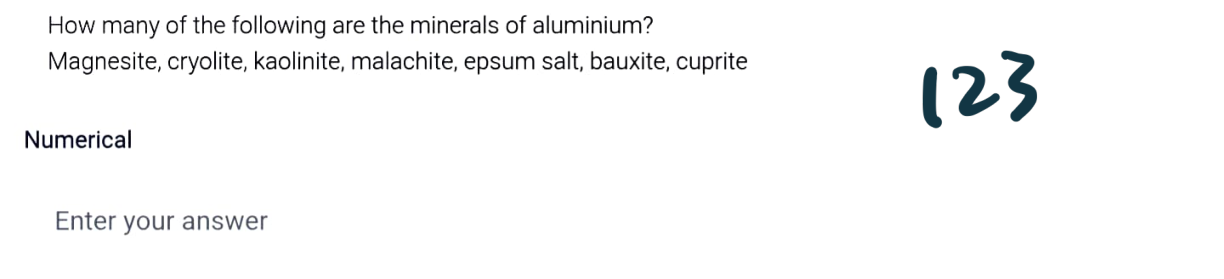 How many of the following are the minerals of aluminium?
Magnesite, cryolite, kaolinite, malachite, epsum salt, bauxite, cuprite
123
Numerical
Enter your answer